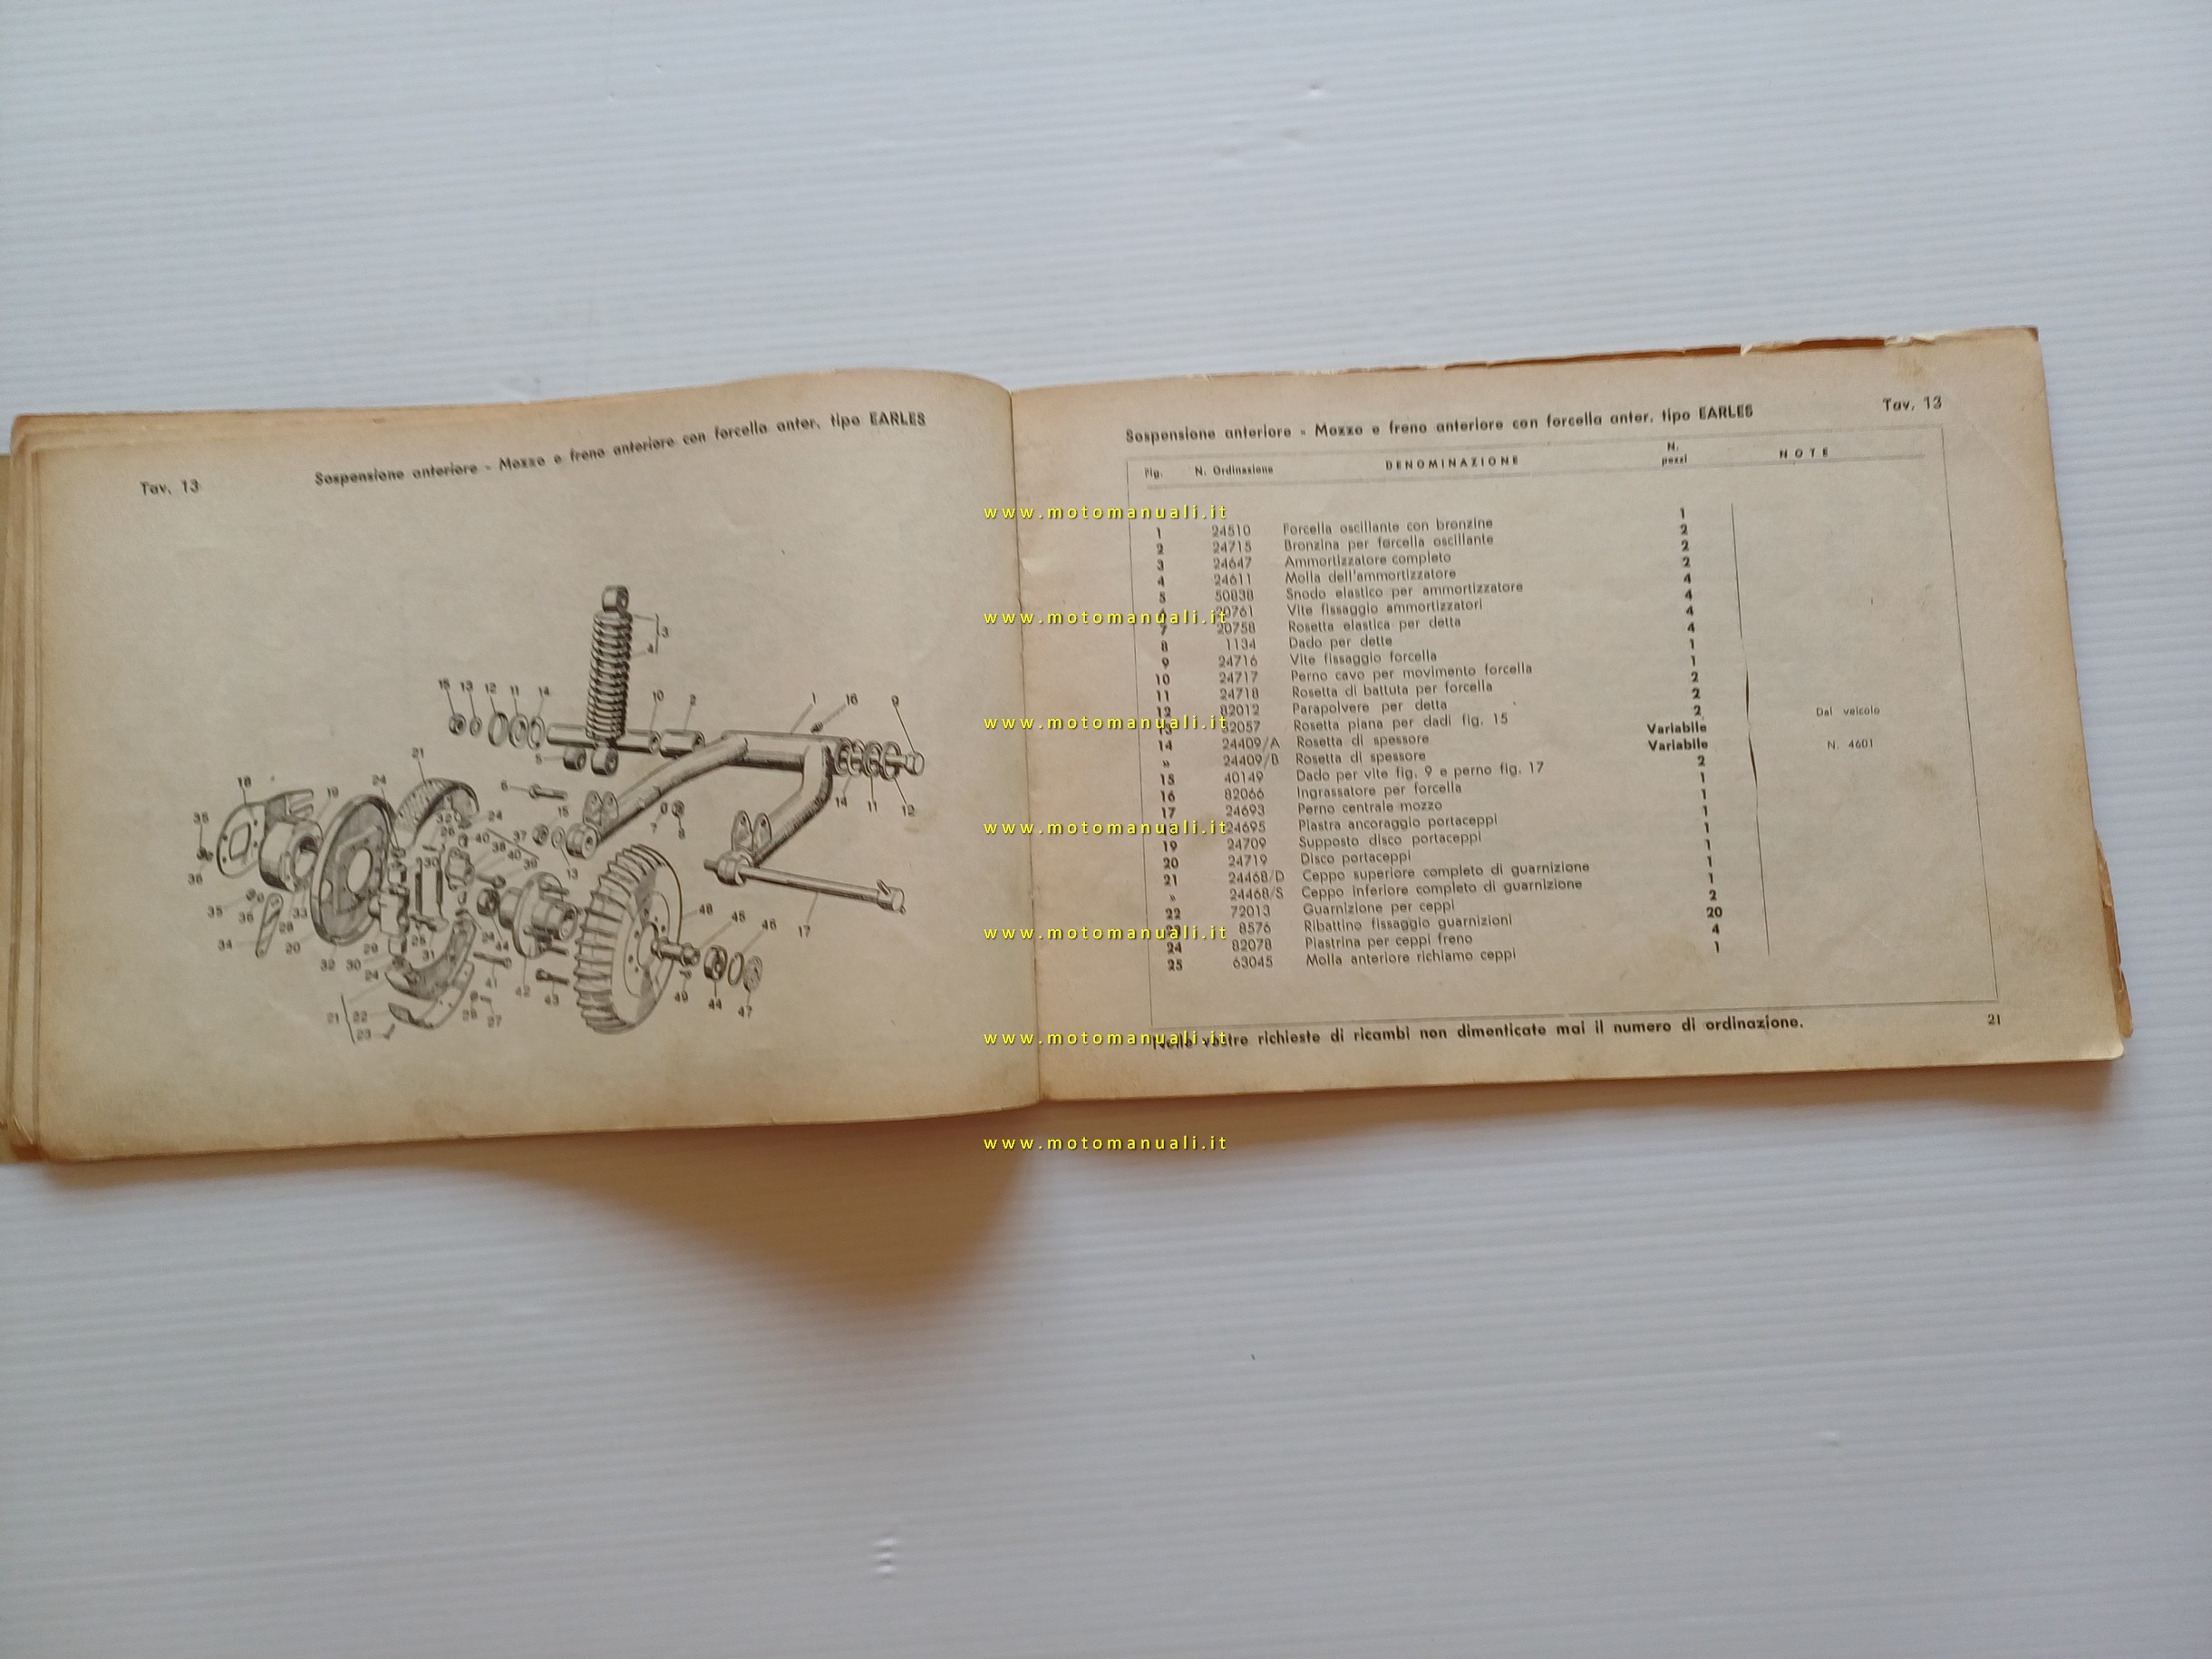 Tav. 13
Sospensione anteriore - Mozzo e freno anteriore con forcella anter. tipo EARLES
Sospensione anteriore - Mozzo e freno anteriore con forcella anter. tipo EARLES
Tav. 13
Fig. N. Ordinazione DENOMINAZIONE N. pezzi NOTE
1 24510 Forcella oscillante con bronzine 1
2 24715 Bronzina per forcella oscillante 2
3 24647 Ammortizzatore completo 2
4 24611 Molla dell'ammortizzatore 2
5 50838 Snodo elastico per ammortizzatore 4
6 20761 Vite fissaggio ammortizzatori 4
7 20758 Rosetta elastica per detta 4
8 1134 Dado per dette 4
9 24716 Vite fissaggio forcella 1
10 24717 Perno cavo per movimento forcella 1
11 24718 Rosetta di battuta per forcella 2
12 82012 Parapolvere per detta 2
13 82057 Rosetta piana per dadi fig. 15 2 Dal veicolo
14 24409/A Rosetta di spessore Variabile
» 24409/B Rosetta di spessore Variabile N. 4601
15 40149 Dado per vite fig. 9 e perno fig. 17 2
16 82066 Ingrassatore per forcella 1
17 24693 Perno centrale mozzo 1
24695 Piastra ancoraggio portaceppi 1
19 24709 Supposto disco portaceppi 1
20 24719 Disco portaceppi 1
21 24468/D Ceppo superiore completo di guarnizione 1
» 24468/S Ceppo inferiore completo di guarnizione 1
22 72013 Guarnizione per ceppi 2
8576 Ribattino fissaggio guarnizioni 20
24 82078 Piastrina per ceppi freno 4
25 63045 Molla anteriore richiamo ceppi 1
Nelle vostre richieste di ricambi non dimenticate mai il numero di ordinazione.
21
www.motomanuali.it
www.motomanuali.it
www.motomanuali.it
www.motomanuali.it
www.motomanuali.it
www.motomanuali.it
www.motomanuali.it